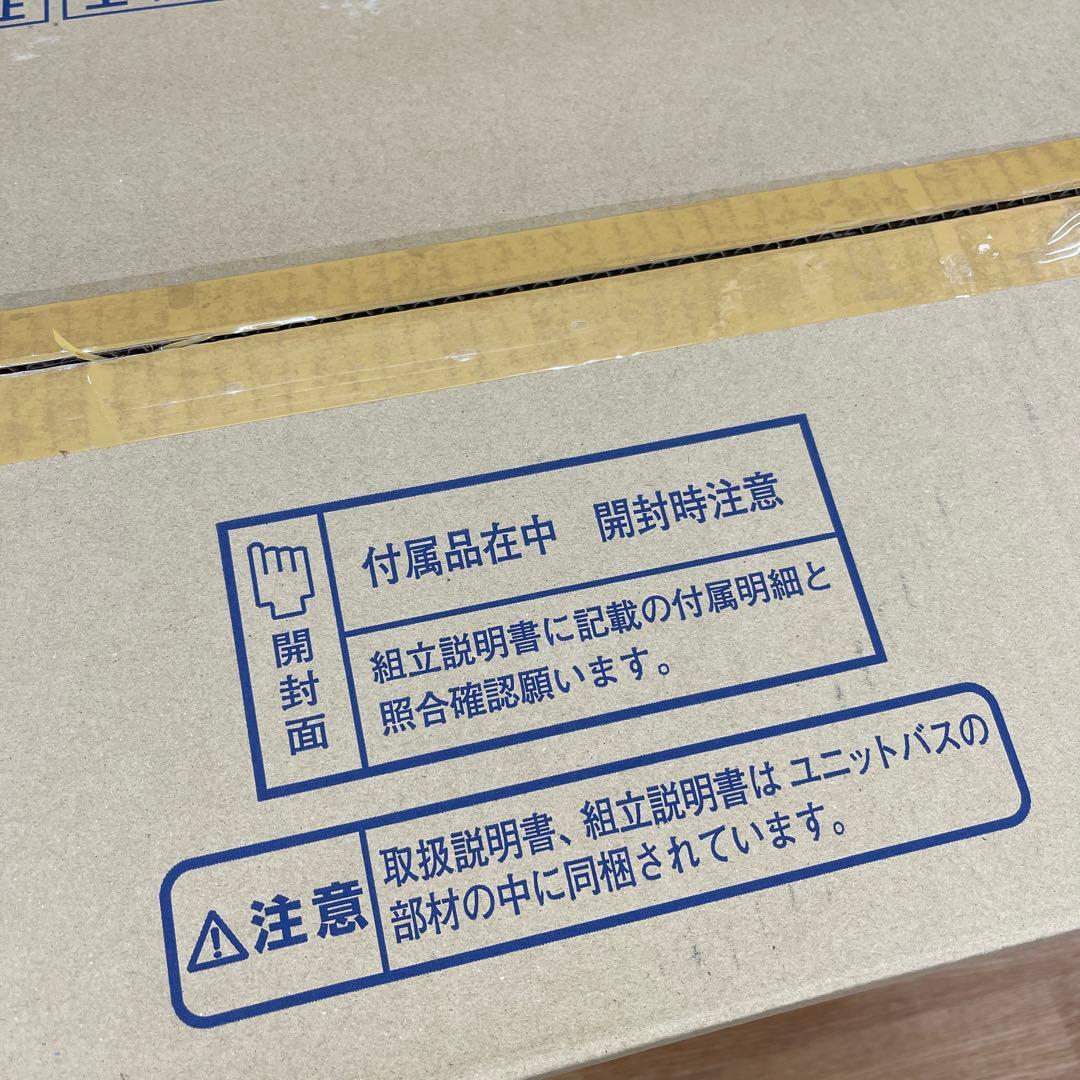 開封面
付属品在中 開封時注意
組立説明書に記載の付属明細と
照合確認願います。
注意
取扱説明書、組立説明書は ユニットバスの
部材の中に同梱されています。